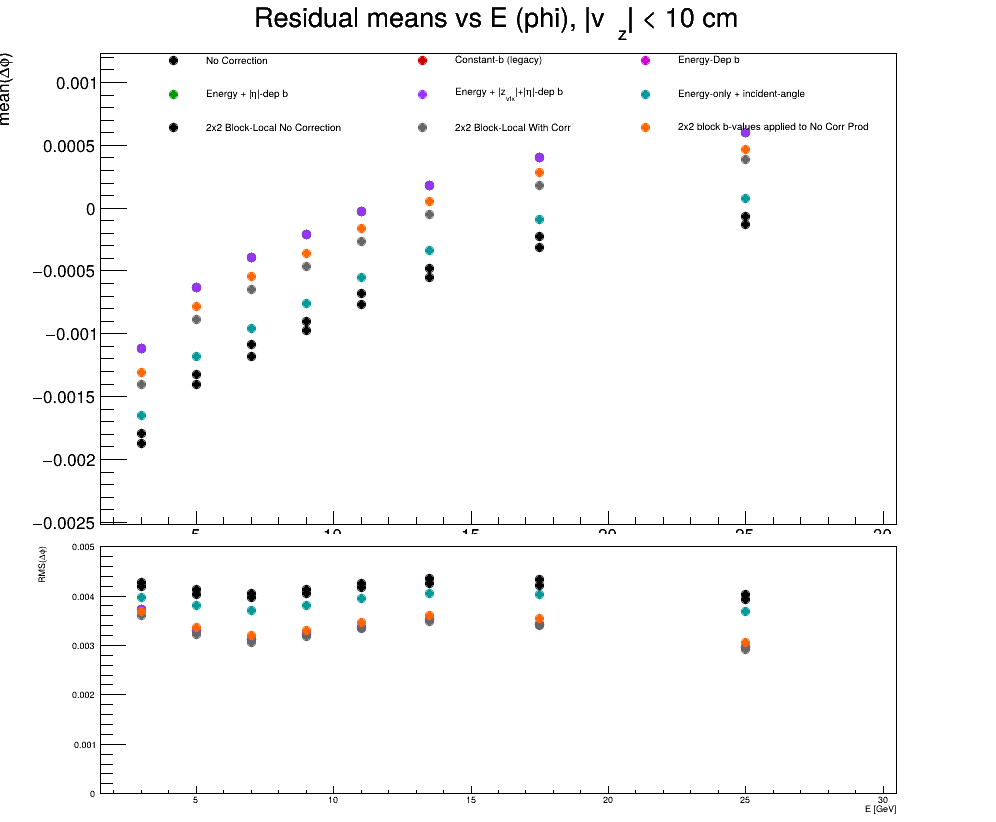 Residual means vs E (phi), |v z| < 10 cm
mean(Δϕ)
No Correction
Constant-b (legacy)
Energy-Dep b
Energy + |η|-dep b
Energy + |z_vtx|+|η|-dep b
Energy-only + incident-angle
2x2 Block-Local No Correction
2x2 Block-Local With Corr
2x2 block b-values applied to No Corr Prod
0.001
0.0005
0
−0.0005
−0.001
−0.0015
−0.002
−0.0025
5 10 15 20 25 30
RMS(Δϕ)
0.005
0.004
0.003
0.002
0.001
0
5 10 15 20 25 30
E [GeV]